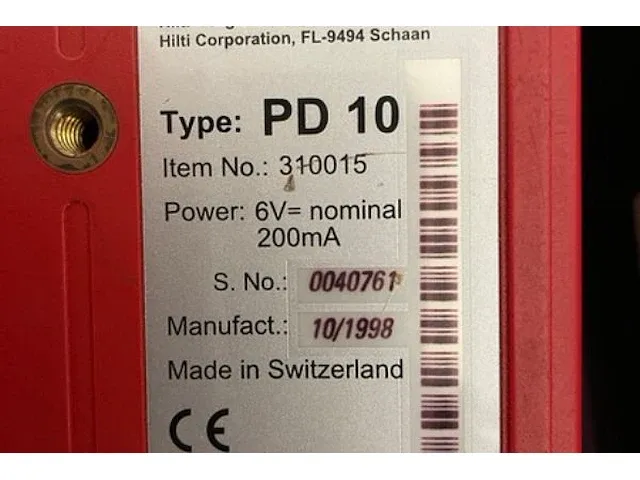 Hilti Corporation, FL-9494 Schaan
Type: PD 10
Item No.: 310015
Power: 6V= nominal
200mA
S. No.: 0040761
Manufact.: 10/1998
Made in Switzerland
CE